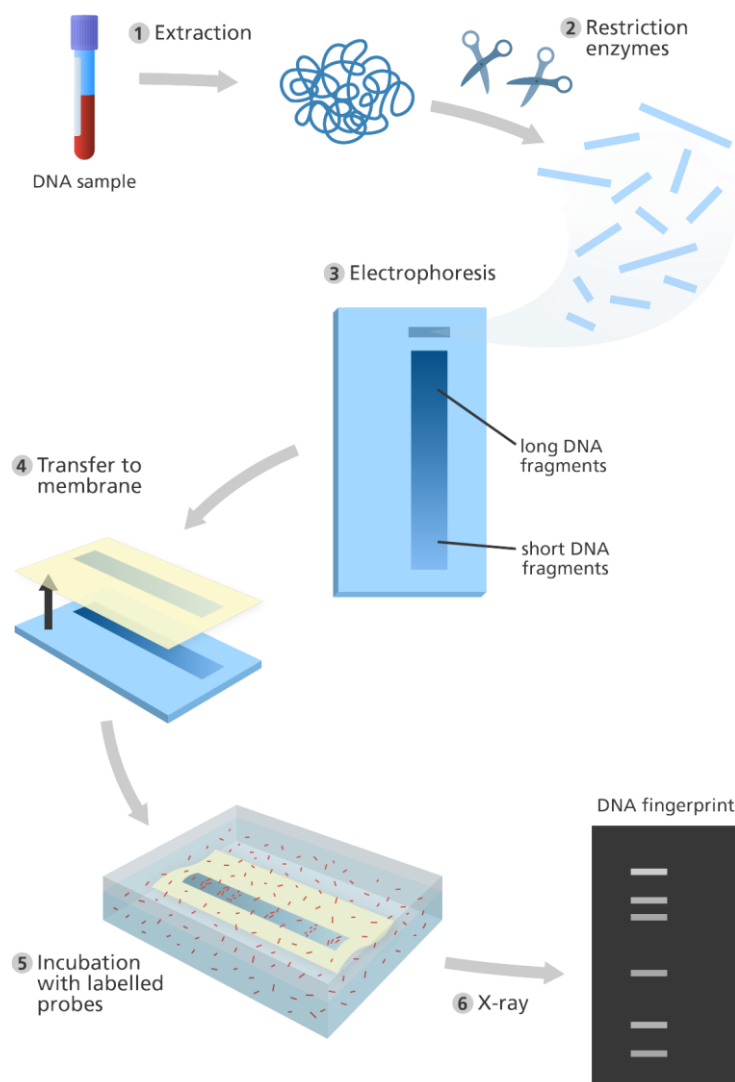 1 Extraction
2 Restriction
enzymes
DNA sample
3 Electrophoresis
long DNA
fragments
short DNA
fragments
4 Transfer to
membrane
5 Incubation
with labelled
probes
6 X-ray
DNA fingerprint